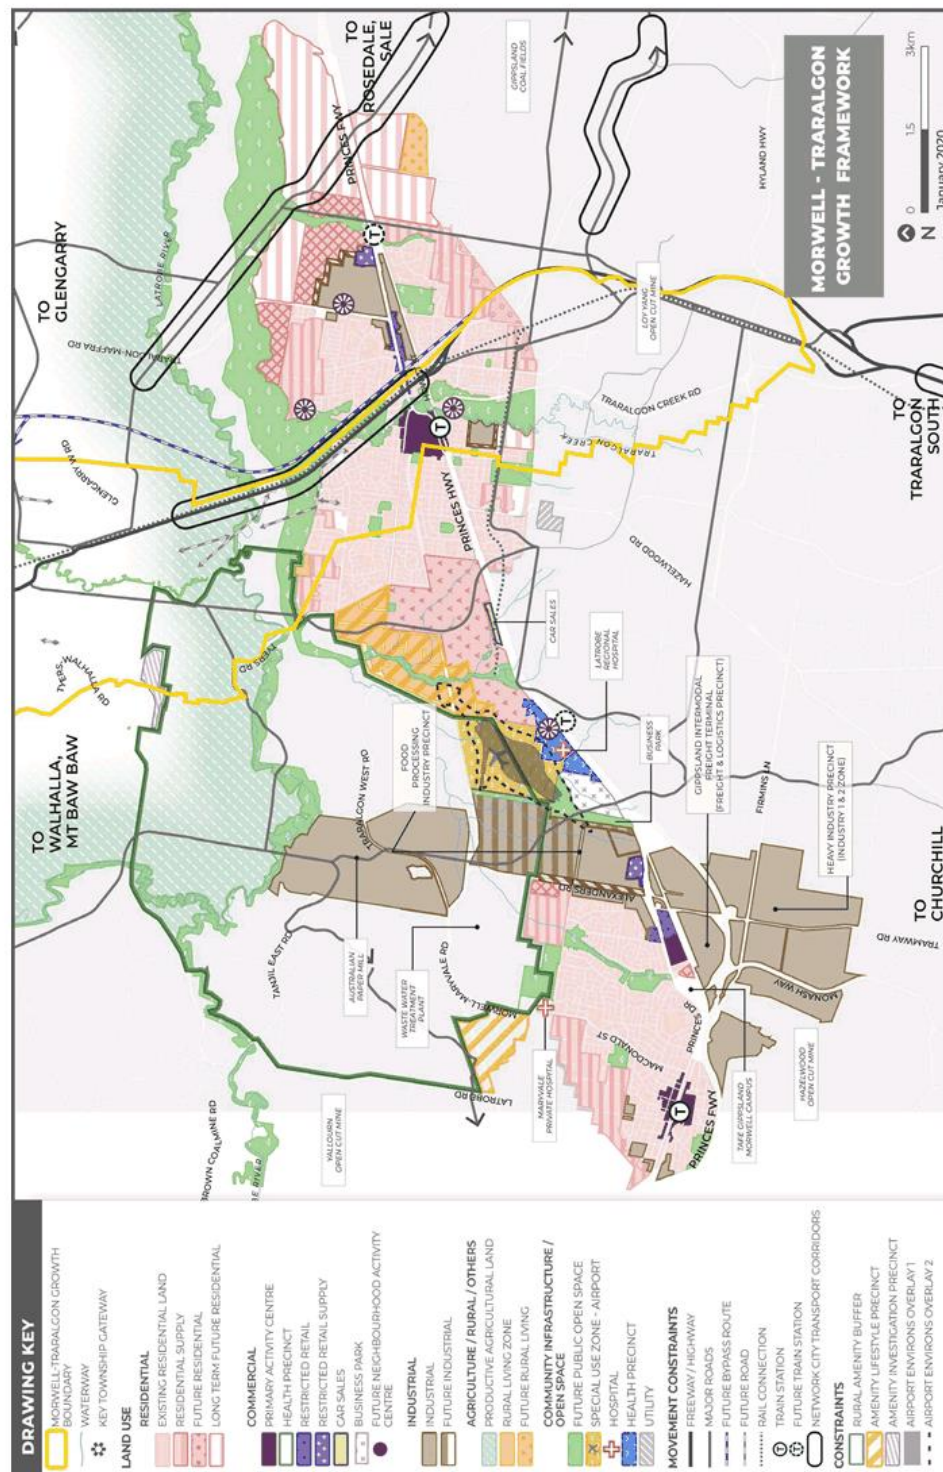 DRAWING KEY
MORWELL-TRARALGON GROWTH
BOUNDARY
WATERWAY
KEY TOWNSHIP GATEWAY
LAND USE
RESIDENTIAL
EXISTING RESIDENTIAL LAND
RESIDENTIAL SUPPLY
FUTURE RESIDENTIAL
LONG TERM FUTURE RESIDENTIAL
COMMERCIAL
PRIMARY ACTIVITY CENTRE
HEALTH PRECINCT
RESTRICTED RETAIL
RESTRICTED RETAIL SUPPLY
CAR SALES
BUSINESS PARK
FUTURE NEIGHBOURHOOD ACTIVITY
CENTRE
INDUSTRIAL
INDUSTRIAL
FUTURE INDUSTRIAL
AGRICULTURE / RURAL / OTHERS
PRODUCTIVE AGRICULTURAL LAND
RURAL LIVING ZONE
FUTURE RURAL LIVING
COMMUNITY INFRASTRUCTURE /
OPEN SPACE
FUTURE PUBLIC OPEN SPACE
SPECIAL USE ZONE - AIRPORT
HOSPITAL
HEALTH PRECINCT
UTILITY
MOVEMENT CONSTRAINTS
FREEWAY / HIGHWAY
MAJOR ROADS
FUTURE BYPASS ROUTE
FUTURE ROAD
RAIL CONNECTION
T TRAIN STATION
T FUTURE TRAIN STATION
NETWORK CITY TRANSPORT CORRIDORS
CONSTRAINTS
RURAL AMENITY BUFFER
AMENITY LIFESTYLE PRECINCT
AMENITY INVESTIGATION PRECINCT
AIRPORT ENVIRONS OVERLAY 1
AIRPORT ENVIRONS OVERLAY 2
TO
WALHALLA,
MT BAW BAW
TO
GLENGARRY
TO
ROSEDALE,
SALE
TYERS-WALHALLA RD
GLENGARRY W RD
TRARALGON-MAFFRA RD
LATROBE RIVER
PRINCES FWY
GIPPSLAND
COAL FIELDS
BROWN COALMINE RD
BE RIVER
YALLOURN
OPEN CUT MINE
TANJIL EAST RD
TRARALGON WEST RD
TYERS RD
AUSTRALIAN
PAPER MILL
FOOD
PROCESSING
INDUSTRY PRECINCT
WASTE WATER
TREATMENT
PLANT
MORWELL-MARYVALE RD
LATROBE RD
MARYVALE
PRIVATE HOSPITAL
ALEXANDERS RD
MACDONALD ST
PRINCES DR
PRINCES FWY
T
TAFE GIPPSLAND
MORWELL CAMPUS
HAZELWOOD
OPEN CUT MINE
MONASH WAY
TRAMWAY RD
TO
CHURCHILL
HEAVY INDUSTRY PRECINCT
(INDUSTRY 1 & 2 ZONE)
FIRMINS LN
GIPPSLAND INTERMODAL
FREIGHT TERMINAL
(FREIGHT & LOGISTICS PRECINCT)
BUSINESS
PARK
LATROBE
REGIONAL
HOSPITAL
T
CAR SALES
PRINCES HWY
T
T
HAZELWOOD RD
TRARALGON CREEK
TRARALGON CREEK RD
LOY YANG
OPEN CUT MINE
TO
TRARALGON
SOUTH
HYLAND HWY
MORWELL - TRARALGON
GROWTH FRAMEWORK
N
0 1.5 3km
January 2020